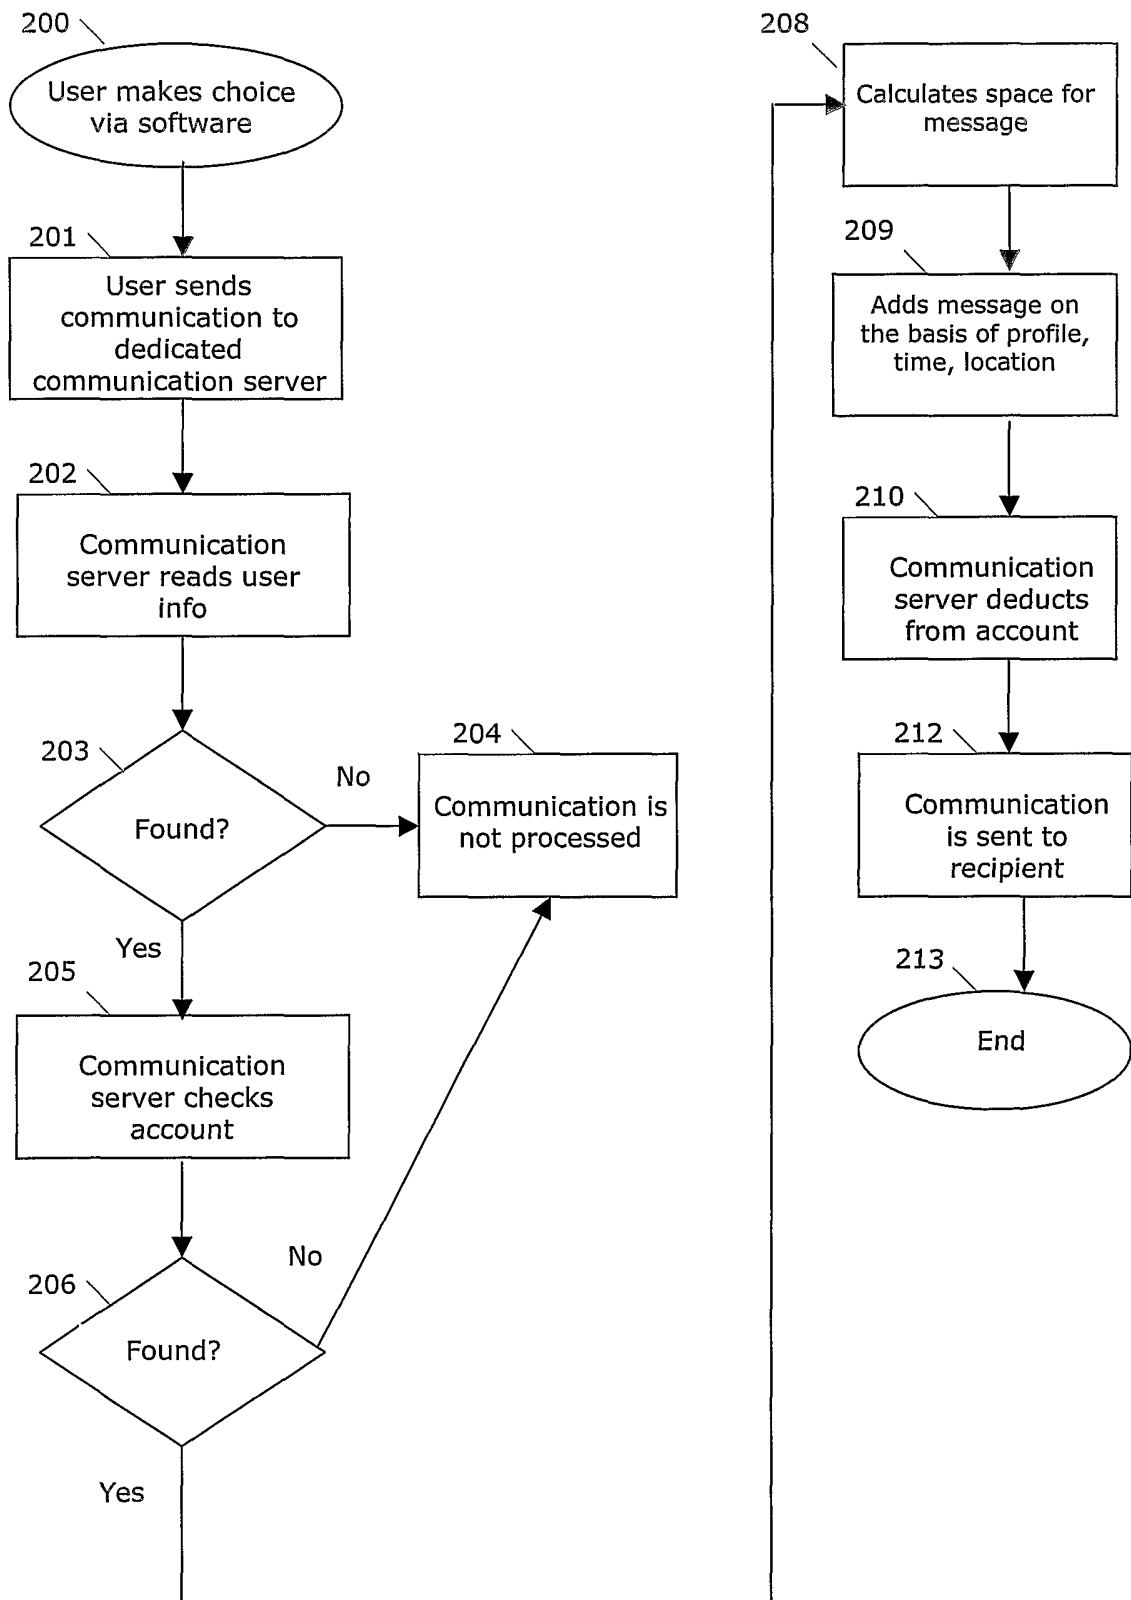 200
User makes choice
via software
201
User sends
communication to
dedicated
communication server
202
Communication
server reads user
info
203
Found?
No
204
Communication is
not processed
Yes
205
Communication
server checks
account
206
Found?
No
Yes
208
Calculates space for
message
209
Adds message on
the basis of profile,
time, location
210
Communication
server deducts
from account
212
Communication
is sent to
recipient
213
End